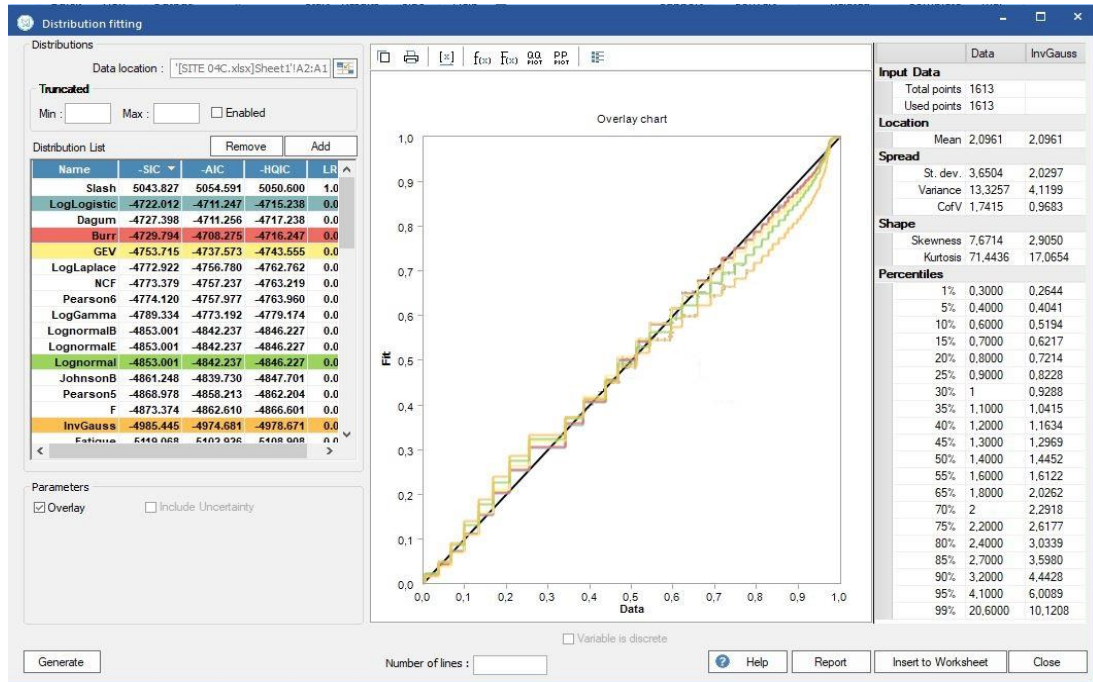 Distribution fitting
Distributions
Data location : '[SITE 04C.xlsx]Sheet1'!A2:A1
Truncated
Min : Max : Enabled
Distribution List Remove Add
Name -SIC -AIC -HQIC LR
Slash 5043.827 5054.591 5050.600 1.0
LogLogistic -4722.012 -4711.247 -4715.238 0.0
Dagum -4727.398 -4711.256 -4717.238 0.0
Burr -4729.794 -4708.275 -4716.247 0.0
GEV -4753.715 -4737.573 -4743.555 0.0
LogLaplace -4772.922 -4756.780 -4762.762 0.0
NCF -4773.379 -4757.237 -4763.219 0.0
Pearson6 -4774.120 -4757.977 -4763.960 0.0
LogGamma -4789.334 -4773.192 -4779.174 0.0
LognormalB -4853.001 -4842.237 -4846.227 0.0
LognormalE -4853.001 -4842.237 -4846.227 0.0
Lognormal -4853.001 -4842.237 -4846.227 0.0
JohnsonB -4861.248 -4839.730 -4847.701 0.0
Pearson5 -4868.978 -4858.213 -4862.204 0.0
F -4873.374 -4862.610 -4866.601 0.0
InvGauss -4985.445 -4974.681 -4978.671 0.0
Fatigue 5119.068 5102.926 5108.908 0.0
Parameters
Overlay Include Uncertainty
Generate
[x] f(x) F(x) QQ PLOT PP PLOT
Overlay chart
Fit
1,0
0,9
0,8
0,7
0,6
0,5
0,4
0,3
0,2
0,1
0,0
0,0 0,1 0,2 0,3 0,4 0,5 0,6 0,7 0,8 0,9 1,0
Data
Variable is discrete
Number of lines :
Data InvGauss
Input Data
Total points 1613
Used points 1613
Location
Mean 2,0961 2,0961
Spread
St. dev. 3,6504 2,0297
Variance 13,3257 4,1199
CofV 1,7415 0,9683
Shape
Skewness 7,6714 2,9050
Kurtosis 71,4436 17,0654
Percentiles
1% 0,3000 0,2644
5% 0,4000 0,4041
10% 0,6000 0,5194
15% 0,7000 0,6217
20% 0,8000 0,7214
25% 0,9000 0,8228
30% 1 0,9288
35% 1,1000 1,0415
40% 1,2000 1,1634
45% 1,3000 1,2969
50% 1,4000 1,4452
55% 1,6000 1,6122
65% 1,8000 2,0262
70% 2 2,2918
75% 2,2000 2,6177
80% 2,4000 3,0339
85% 2,7000 3,5980
90% 3,2000 4,4428
95% 4,1000 6,0089
99% 20,6000 10,1208
? Help Report Insert to Worksheet Close